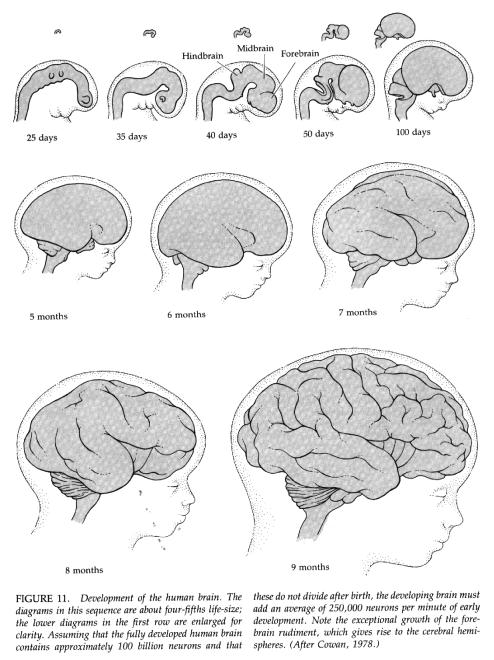 Hindbrain
Midbrain
Forebrain
25 days
35 days
40 days
50 days
100 days
5 months
6 months
7 months
8 months
9 months
FIGURE 11. Development of the human brain. The
diagrams in this sequence are about four-fifths life-size;
the lower diagrams in the first row are enlarged for
clarity. Assuming that the fully developed human brain
contains approximately 100 billion neurons and that
these do not divide after birth, the developing brain must
add an average of 250,000 neurons per minute of early
development. Note the exceptional growth of the fore-
brain rudiment, which gives rise to the cerebral hemi-
spheres. (After Cowan, 1978.)